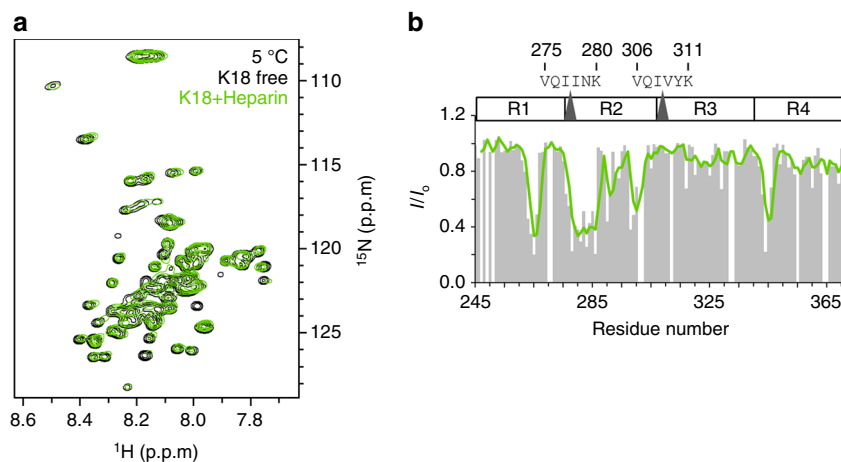 a
5 °C
K18 free
K18+Heparin
110
115
120
125
¹⁵N (p.p.m)
8.6 8.4 8.2 8.0 7.8
¹H (p.p.m)
b
275 280 306 311
VQIINK VQIVYK
R1 R2 R3 R4
1.2
0.8
0.4
0.0
I/Iₒ
245 285 325 365
Residue number